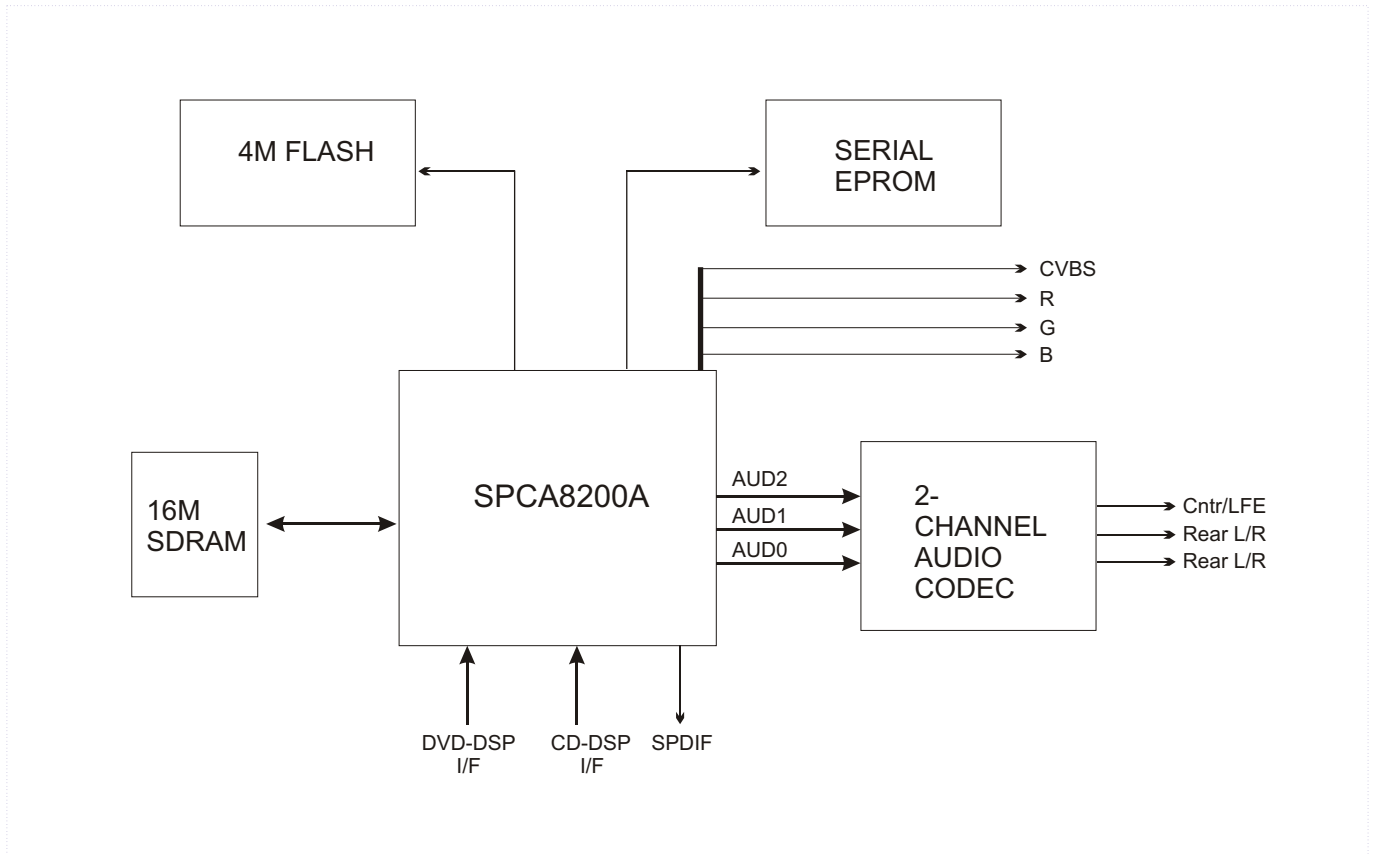 4M FLASH
SERIAL
EPROM
CVBS
R
G
B
16M
SDRAM
SPCA8200A
AUD2
AUD1
AUD0
2-
CHANNEL
AUDIO
CODEC
Cntr/LFE
Rear L/R
Rear L/R
DVD-DSP
I/F
CD-DSP
I/F
SPDIF